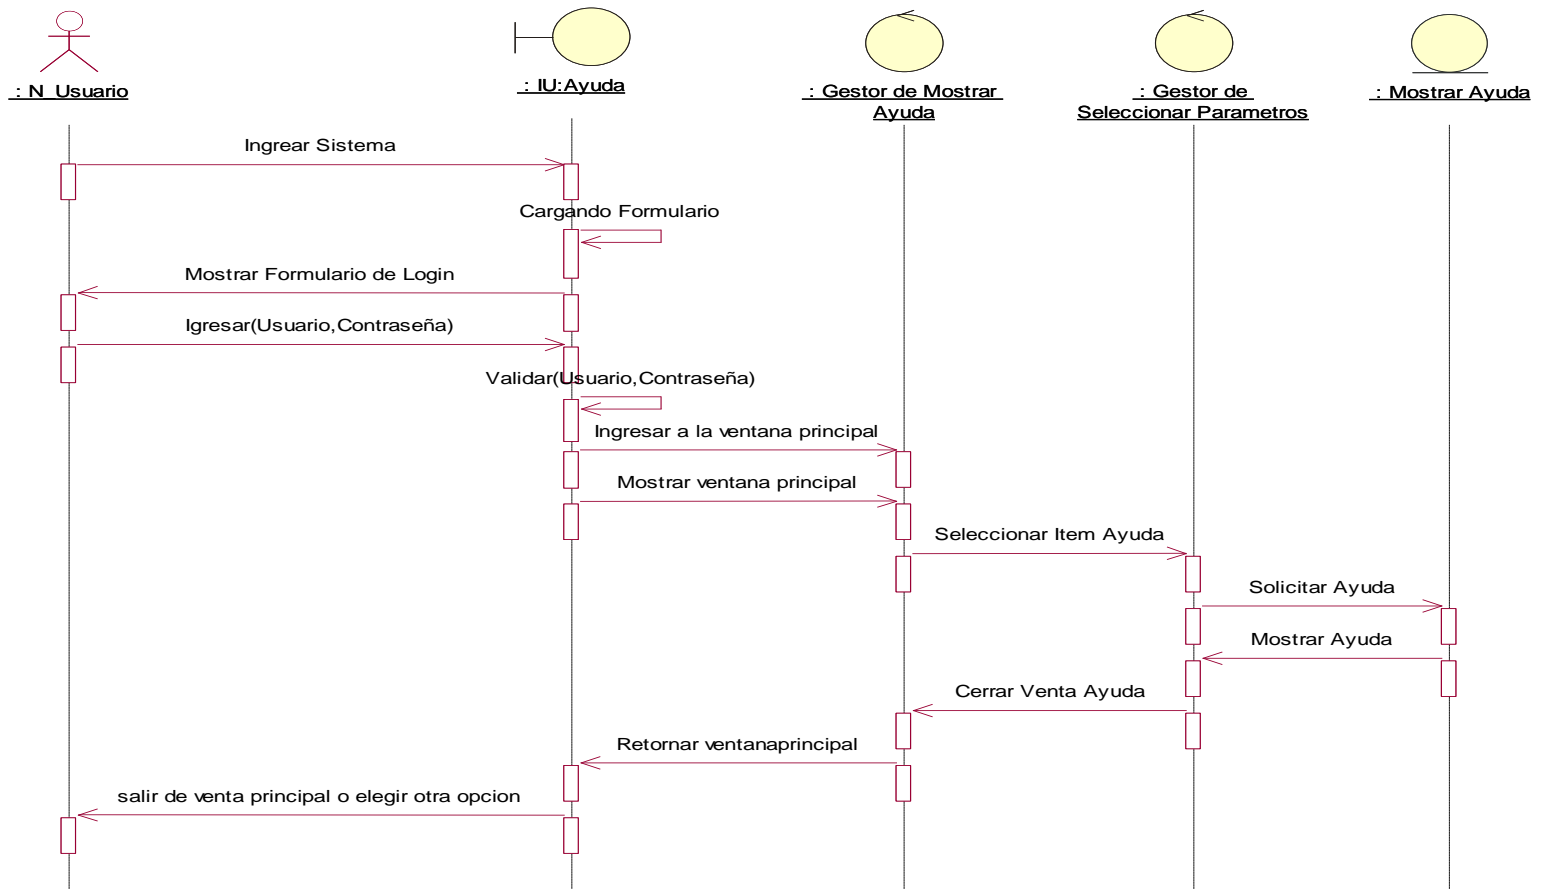 : N_Usuario
: IU:Ayuda
: Gestor de Mostrar
Ayuda
: Gestor de
Seleccionar Parametros
: Mostrar Ayuda
Ingrear Sistema
Cargando Formulario
Mostrar Formulario de Login
Igresar(Usuario,Contraseña)
Validar(Usuario,Contraseña)
Ingresar a la ventana principal
Mostrar ventana principal
Seleccionar Item Ayuda
Solicitar Ayuda
Mostrar Ayuda
Cerrar Venta Ayuda
Retornar ventanaprincipal
salir de venta principal o elegir otra opcion